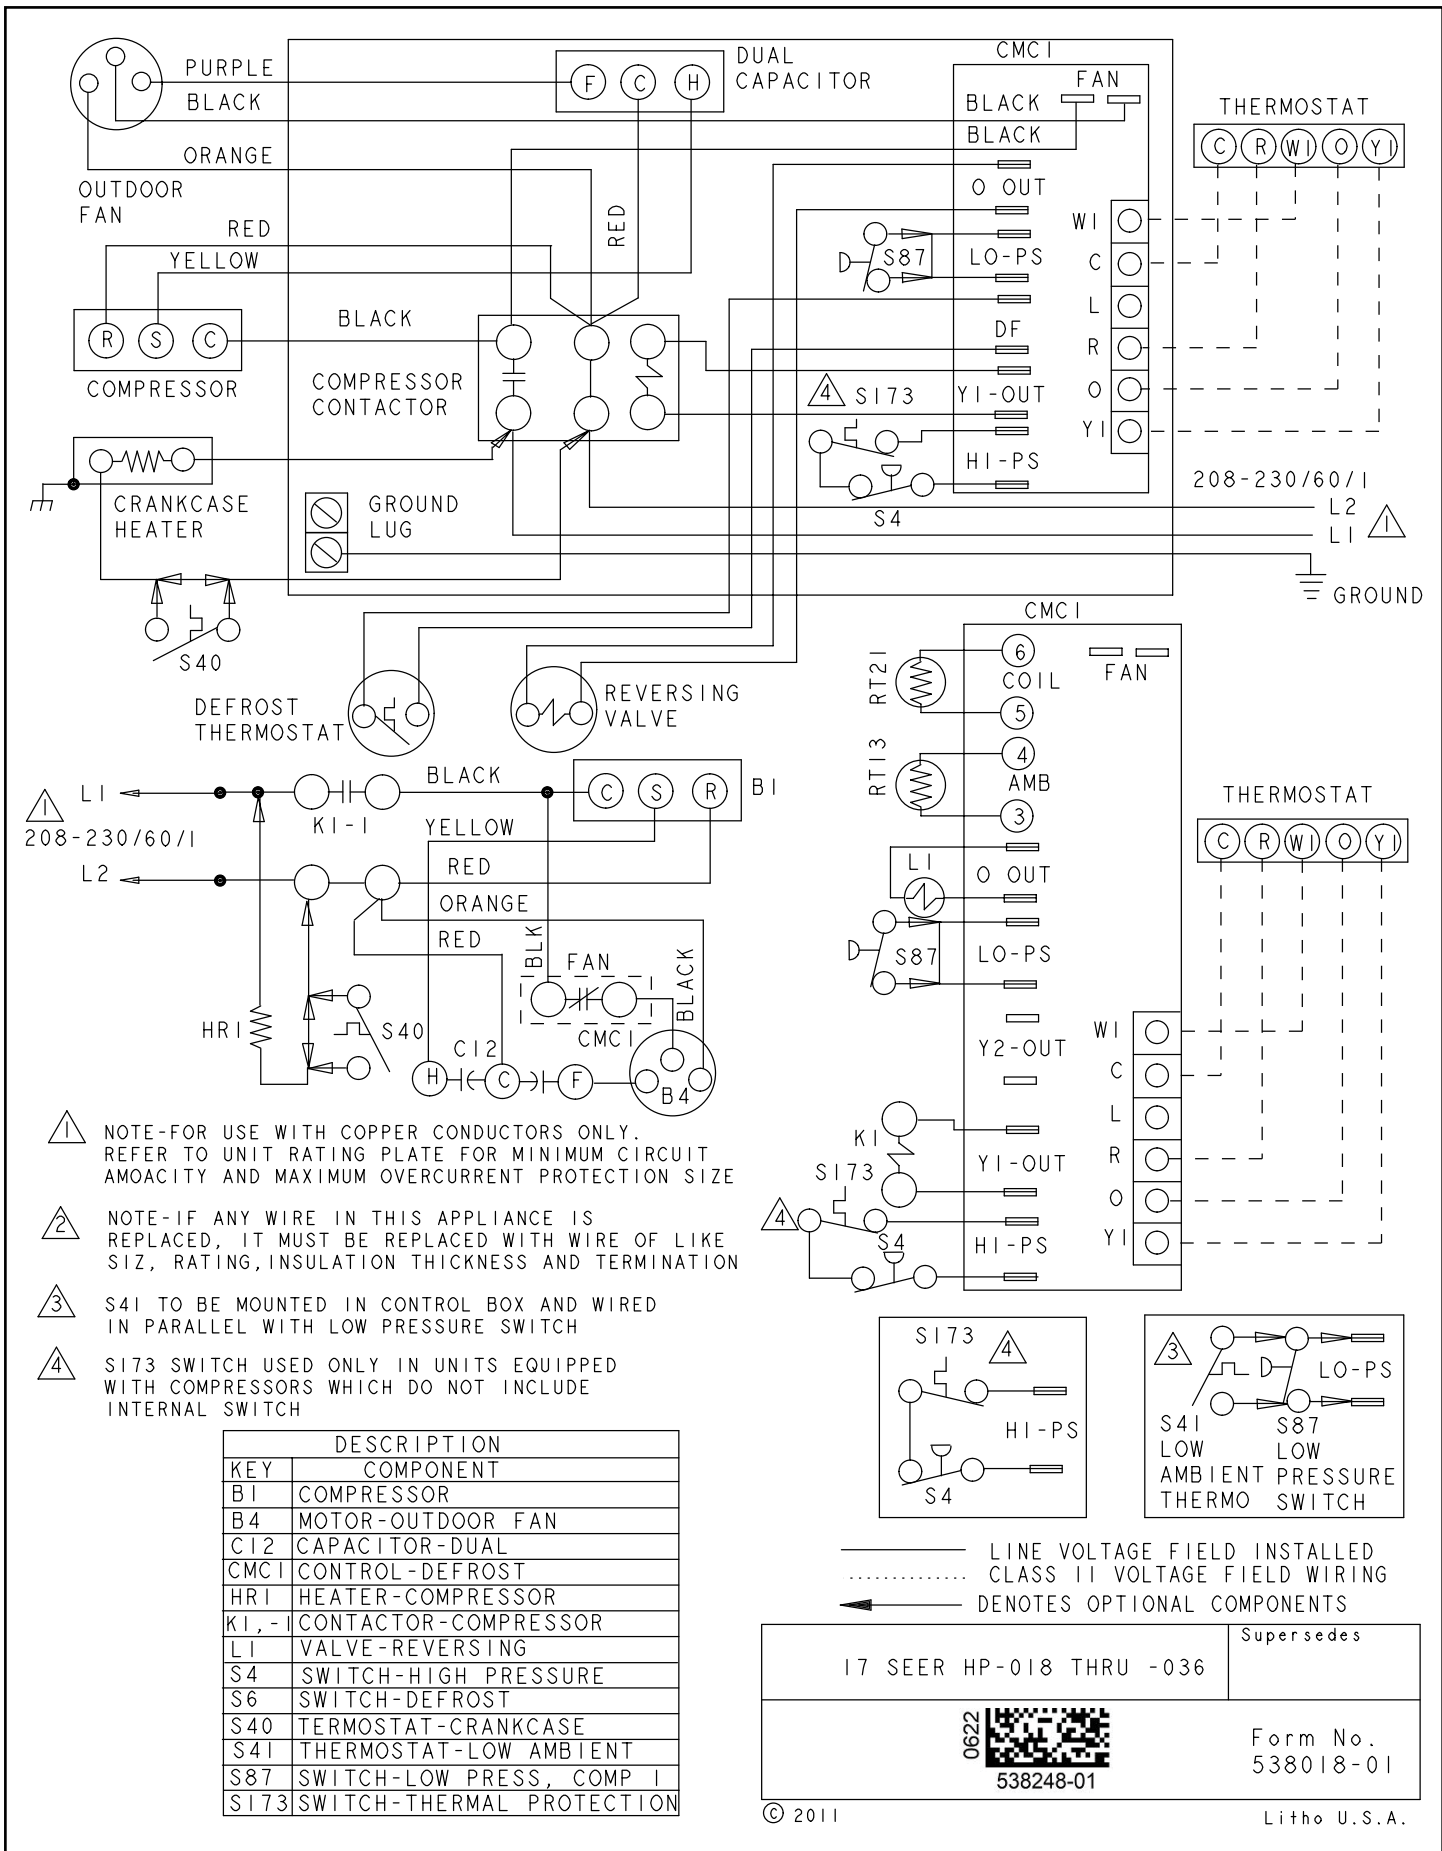 PURPLE
BLACK
ORANGE
OUTDOOR
FAN
RED
YELLOW
F C H
DUAL
CAPACITOR
RED
CMC1
FAN
BLACK
BLACK
O OUT
S87
LO-PS
DF
4 S173
Y1-OUT
HI-PS
S4
W1
C
L
R
O
Y1
THERMOSTAT
C R W1 O Y1
R S C
COMPRESSOR
BLACK
COMPRESSOR
CONTACTOR
CRANKCASE
HEATER
GROUND
LUG
208-230/60/1
L2
L1
1
GROUND
S40
DEFROST
THERMOSTAT
REVERSING
VALVE
L1
1
208-230/60/1
L2
K1-1
BLACK
C S R
B1
YELLOW
RED
ORANGE
RED
BLK
FAN
CMC1
BLACK
HR1
S40
C12
H C F
B4
CMC1
RT21
6
COIL
5
FAN
RT13
4
AMB
3
L1
O OUT
S87
LO-PS
Y2-OUT
K1
Y1-OUT
S173
4
S4
HI-PS
W1
C
L
R
O
Y1
THERMOSTAT
C R W1 O Y1
1 NOTE-FOR USE WITH COPPER CONDUCTORS ONLY.
REFER TO UNIT RATING PLATE FOR MINIMUM CIRCUIT
AMOACITY AND MAXIMUM OVERCURRENT PROTECTION SIZE
2 NOTE-IF ANY WIRE IN THIS APPLIANCE IS
REPLACED, IT MUST BE REPLACED WITH WIRE OF LIKE
SIZ, RATING,INSULATION THICKNESS AND TERMINATION
3 S41 TO BE MOUNTED IN CONTROL BOX AND WIRED
IN PARALLEL WITH LOW PRESSURE SWITCH
4 S173 SWITCH USED ONLY IN UNITS EQUIPPED
WITH COMPRESSORS WHICH DO NOT INCLUDE
INTERNAL SWITCH
S173
4
HI-PS
S4
3
LO-PS
S41 S87
LOW LOW
AMBIENT PRESSURE
THERMO SWITCH
DESCRIPTION
KEY COMPONENT
B1 COMPRESSOR
B4 MOTOR-OUTDOOR FAN
C12 CAPACITOR-DUAL
CMC1 CONTROL-DEFROST
HR1 HEATER-COMPRESSOR
K1,-1 CONTACTOR-COMPRESSOR
L1 VALVE-REVERSING
S4 SWITCH-HIGH PRESSURE
S6 SWITCH-DEFROST
S40 TERMOSTAT-CRANKCASE
S41 THERMOSTAT-LOW AMBIENT
S87 SWITCH-LOW PRESS, COMP 1
S173 SWITCH-THERMAL PROTECTION
LINE VOLTAGE FIELD INSTALLED
CLASS II VOLTAGE FIELD WIRING
DENOTES OPTIONAL COMPONENTS
17 SEER HP-018 THRU -036
Supersedes
0622
538248-01
Form No.
538018-01
© 2011
Litho U.S.A.